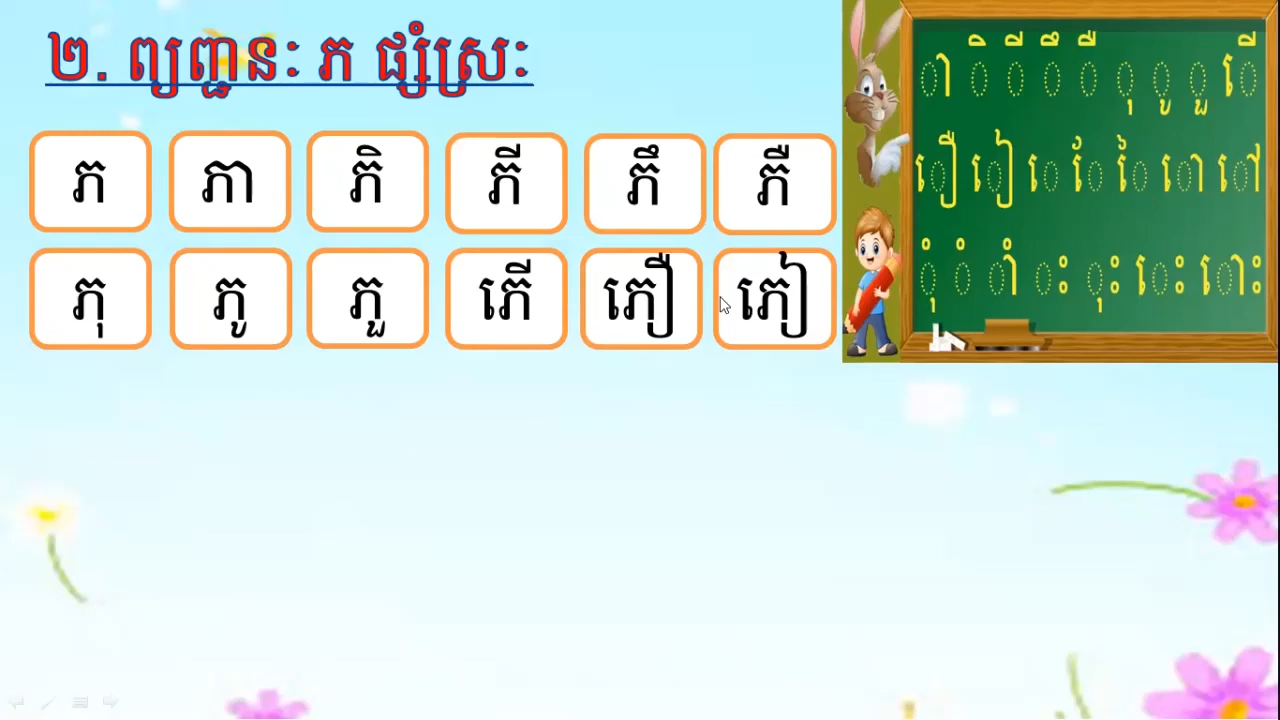 ២. ព្យញ្ជនៈ ភ ផ្សំស្រៈ
ភ ភា ភិ ភី ភឹ ភឺ
ភុ ភូ ភួ ភើ ភឿ ភៀ
◌ា ◌ិ ◌ី ◌ឹ ◌ឺ ◌ុ ◌ូ ◌ួ ◌ើ
◌ឿ ◌ៀ ◌េ ◌ែ ◌ៃ ◌ោ ◌ៅ
◌ុំ ◌ំ ◌ាំ ◌ះ ◌ុះ ◌េះ ◌ោះ